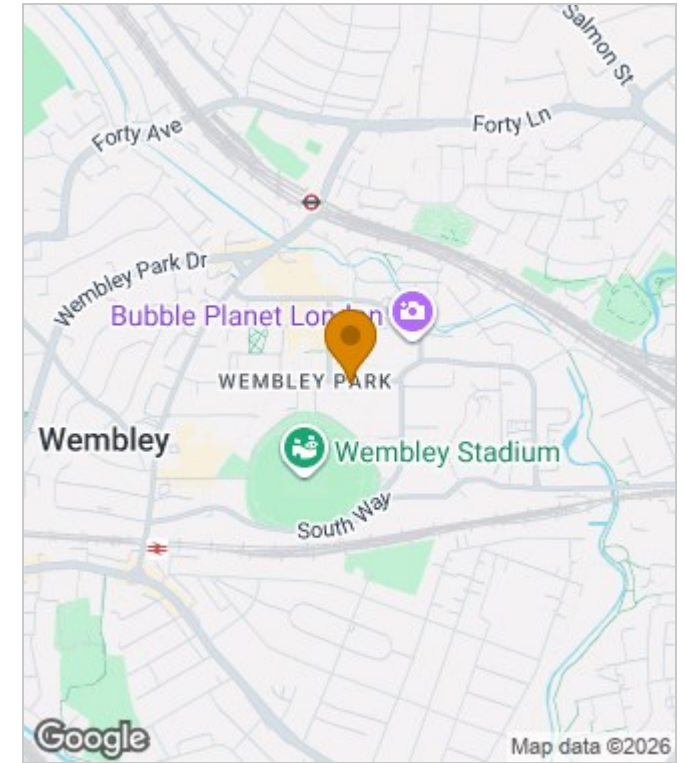 Salmon St
Forty Ave
Forty Ln
Wembley Park Dr
Bubble Planet London
WEMBLEY PARK
Wembley
Wembley Stadium
South Way
Google
Map data ©2026